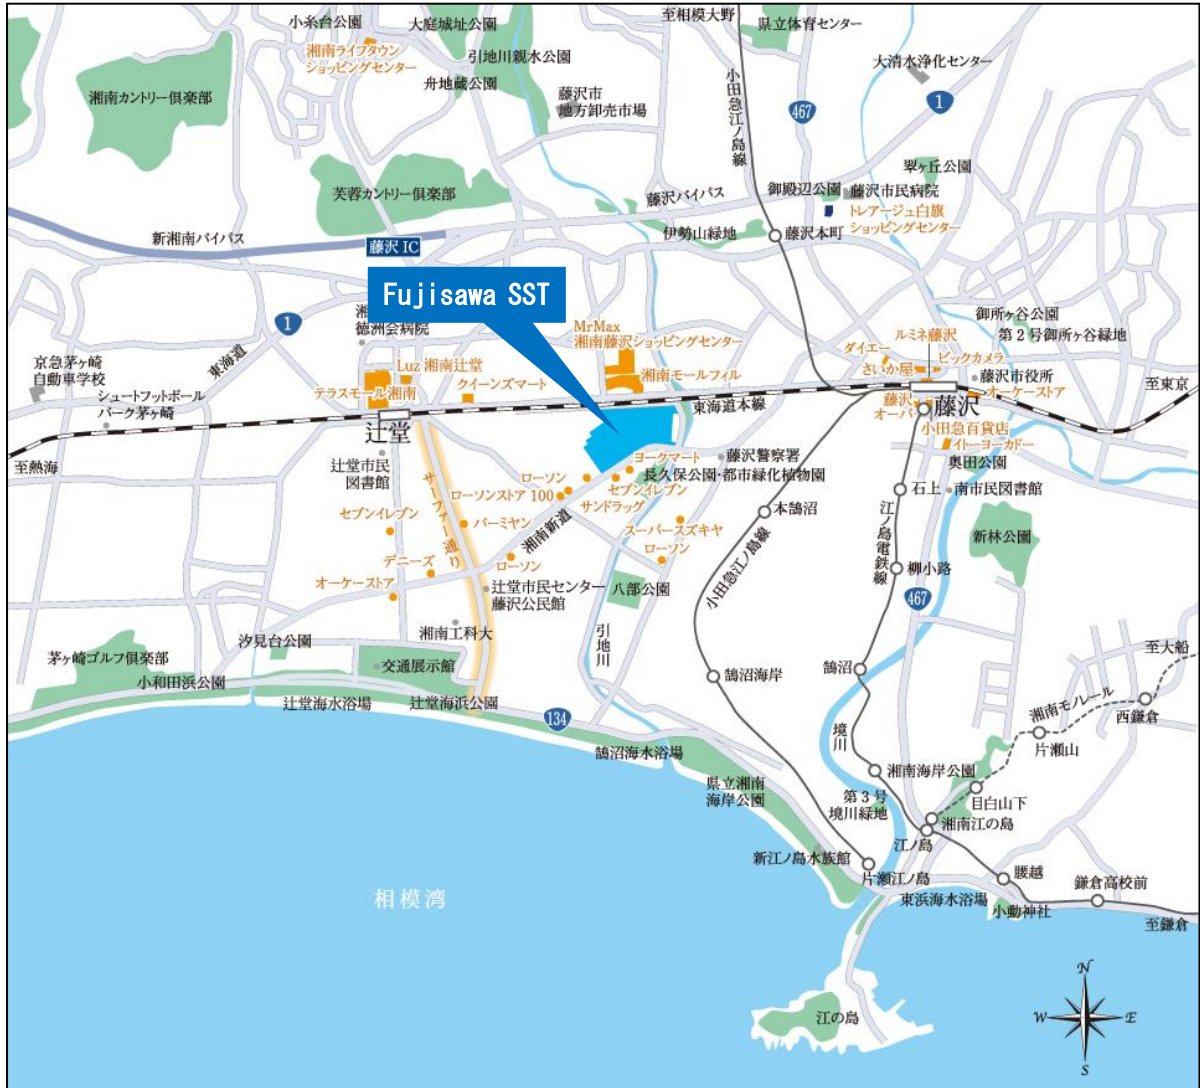 小糸台公園
大庭城址公園
至相模大野
県立体育センター
湘南ライフタウン
ショッピングセンター
引地川親水公園
舟地蔵公園
大清水浄化センター
湘南カントリー倶楽部
藤沢市
地方卸売市場
小田急江ノ島線
467
1
翠ヶ丘公園
芙蓉カントリー倶楽部
藤沢バイパス
御殿辺公園
藤沢市民病院
トレアージュ白旗
ショッピングセンター
新湘南バイパス
藤沢 IC
伊勢山緑地
藤沢本町
Fujisawa SST
湘
徳洲会病院
1
東海道
MrMax
湘南藤沢ショッピングセンター
御所ヶ谷公園
第2号御所ヶ谷緑地
ルミネ藤沢
ダイエー
ビックカメラ
さいか屋
藤沢市役所
京急茅ヶ崎
自動車学校
シュートフットボール
パーク茅ヶ崎
Luz 湘南辻堂
テラスモール湘南
クイーンズマート
湘南モールフィル
オーケーストア
至東京
東海道本線
藤沢
オーパ
藤沢
辻堂
小田急百貨店
イトーヨーカドー
奥田公園
至熱海
辻堂市民
図書館
サーファー通り
ローソン
ローソンストア 100
ヨークマート
藤沢警察署
長久保公園・都市緑化植物園
セブンイレブン
サンドラッグ
石上
南市民図書館
セブンイレブン
バーミヤン
湘南新道
スーパースズキヤ
本鵠沼
江ノ島電鉄線
新林公園
デニーズ
ローソン
ローソン
小田急江ノ島線
柳小路
オーケーストア
辻堂市民センター
藤沢公民館
八部公園
467
湘南工科大
引地川
汐見台公園
茅ヶ崎ゴルフ倶楽部
交通展示館
鵠沼海岸
鵠沼
至大船
小和田浜公園
辻堂海水浴場
辻堂海浜公園
134
湘南モノレール
西鎌倉
片瀬山
境川
鵠沼海水浴場
湘南海岸公園
県立湘南
海岸公園
第3号
境川緑地
目白山下
湘南江の島
江ノ島
新江ノ島水族館
片瀬江ノ島
腰越
鎌倉高校前
東浜海水浴場
小動神社
至鎌倉
相模湾
江の島
N
W
E
S